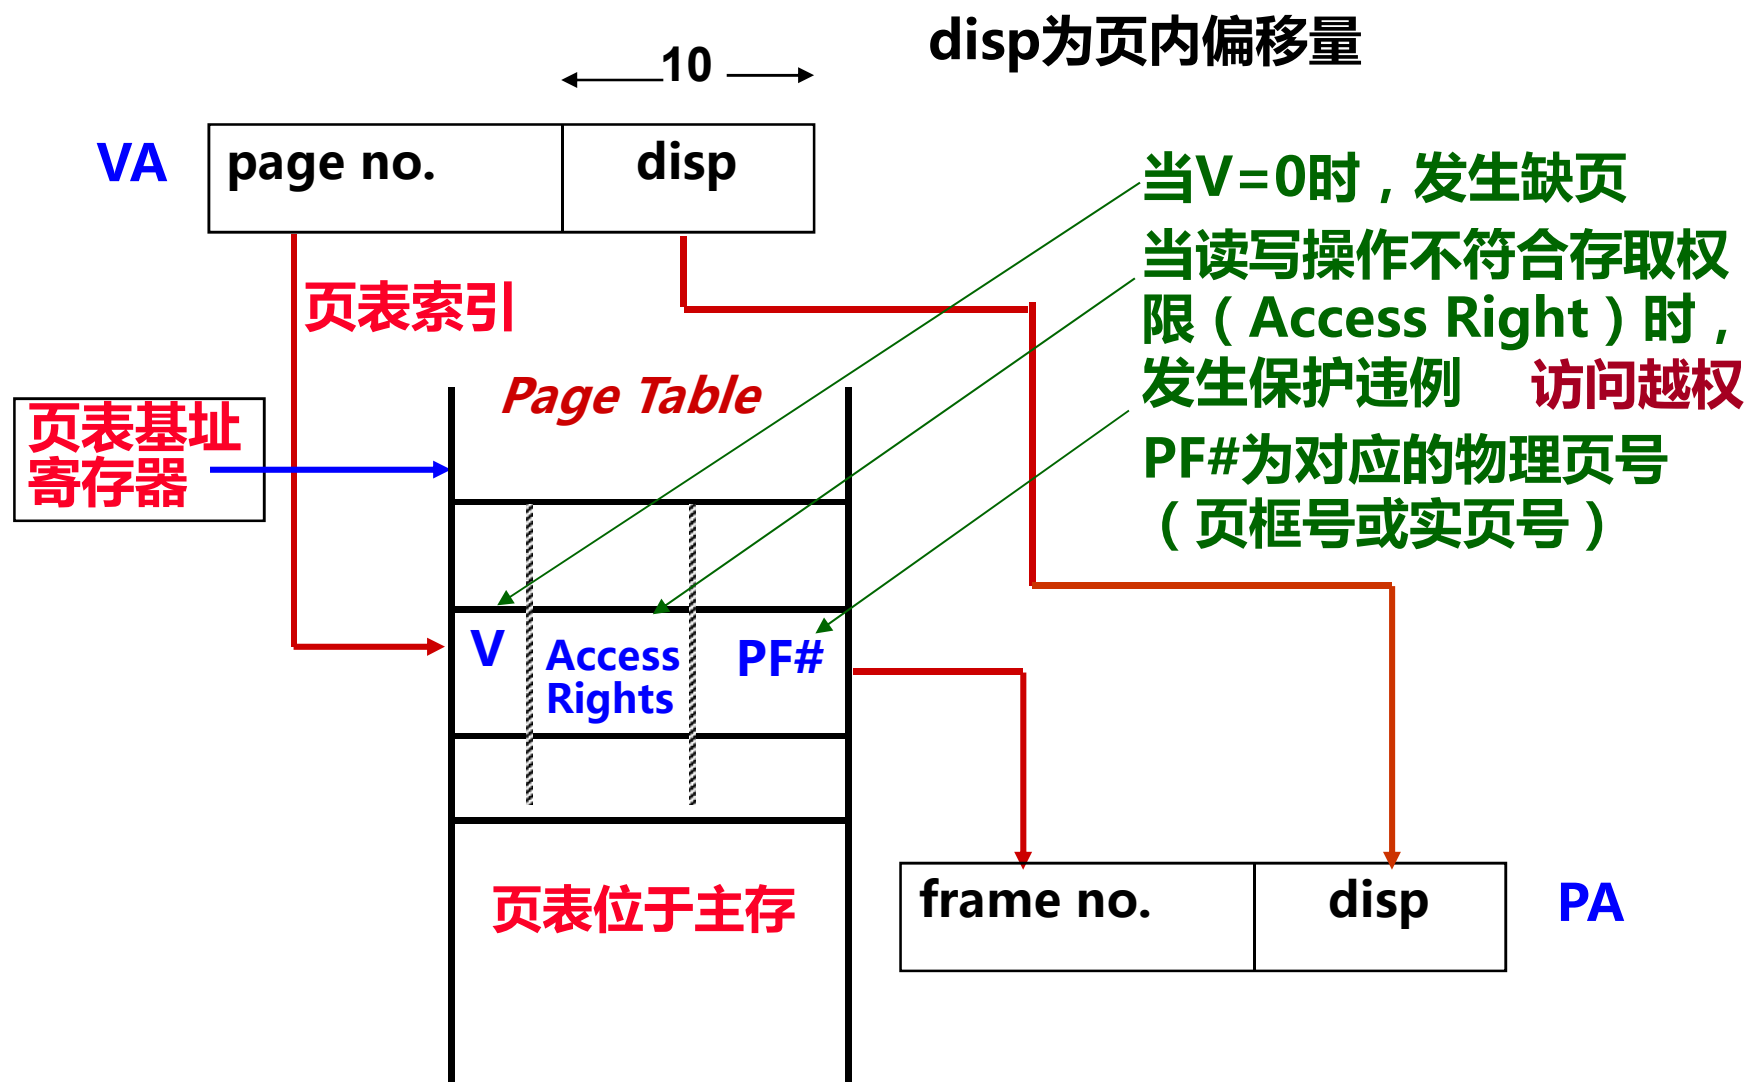 disp为页内偏移量
10
VA
page no.
disp
当V=0时，发生缺页
当读写操作不符合存取权
限（Access Right）时，
发生保护违例 访问越权
PF#为对应的物理页号
（页框号或实页号）
页表索引
Page Table
页表基址
寄存器
V
Access
Rights
PF#
页表位于主存
frame no.
disp
PA